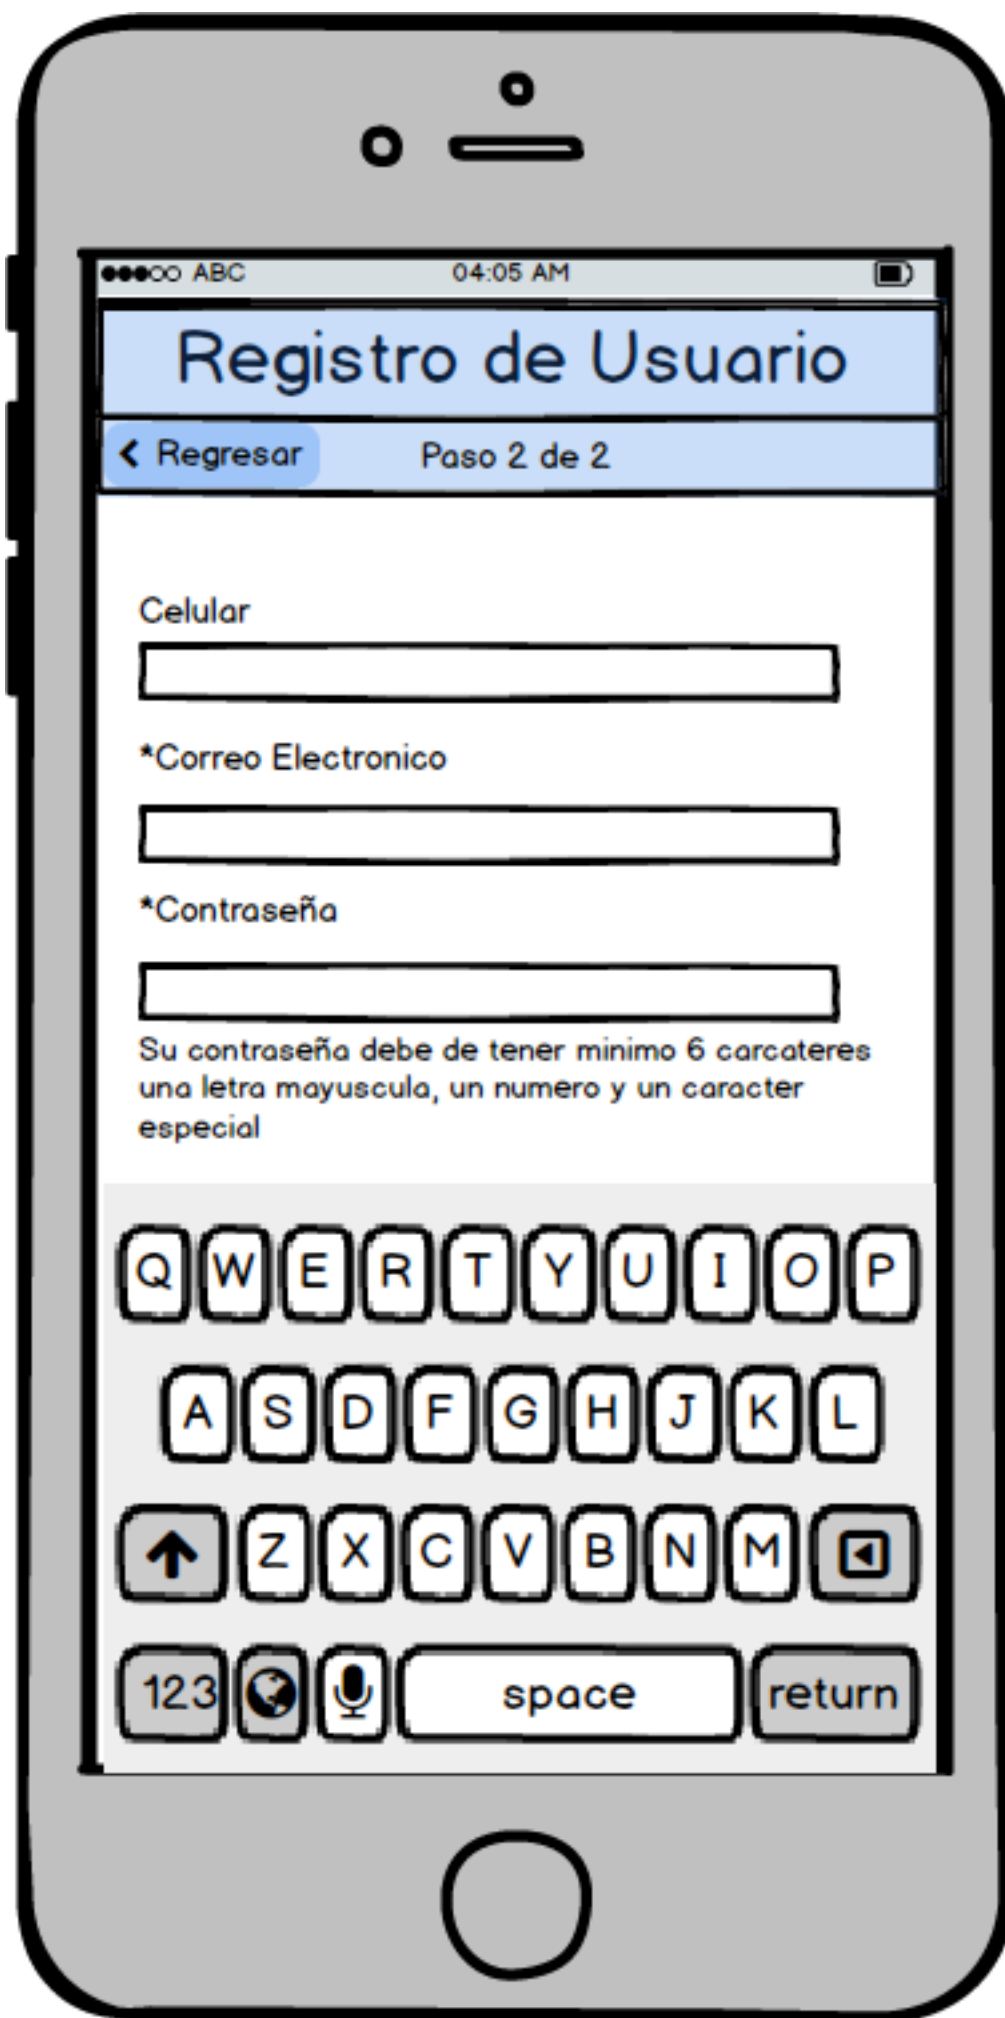 ABC 04:05 AM
Registro de Usuario
Regresar Paso 2 de 2
Celular
*Correo Electronico
*Contraseña
Su contraseña debe de tener minimo 6 carcateres
una letra mayuscula, un numero y un caracter
especial
Q W E R T Y U I O P
A S D F G H J K L
Z X C V B N M
123 space return